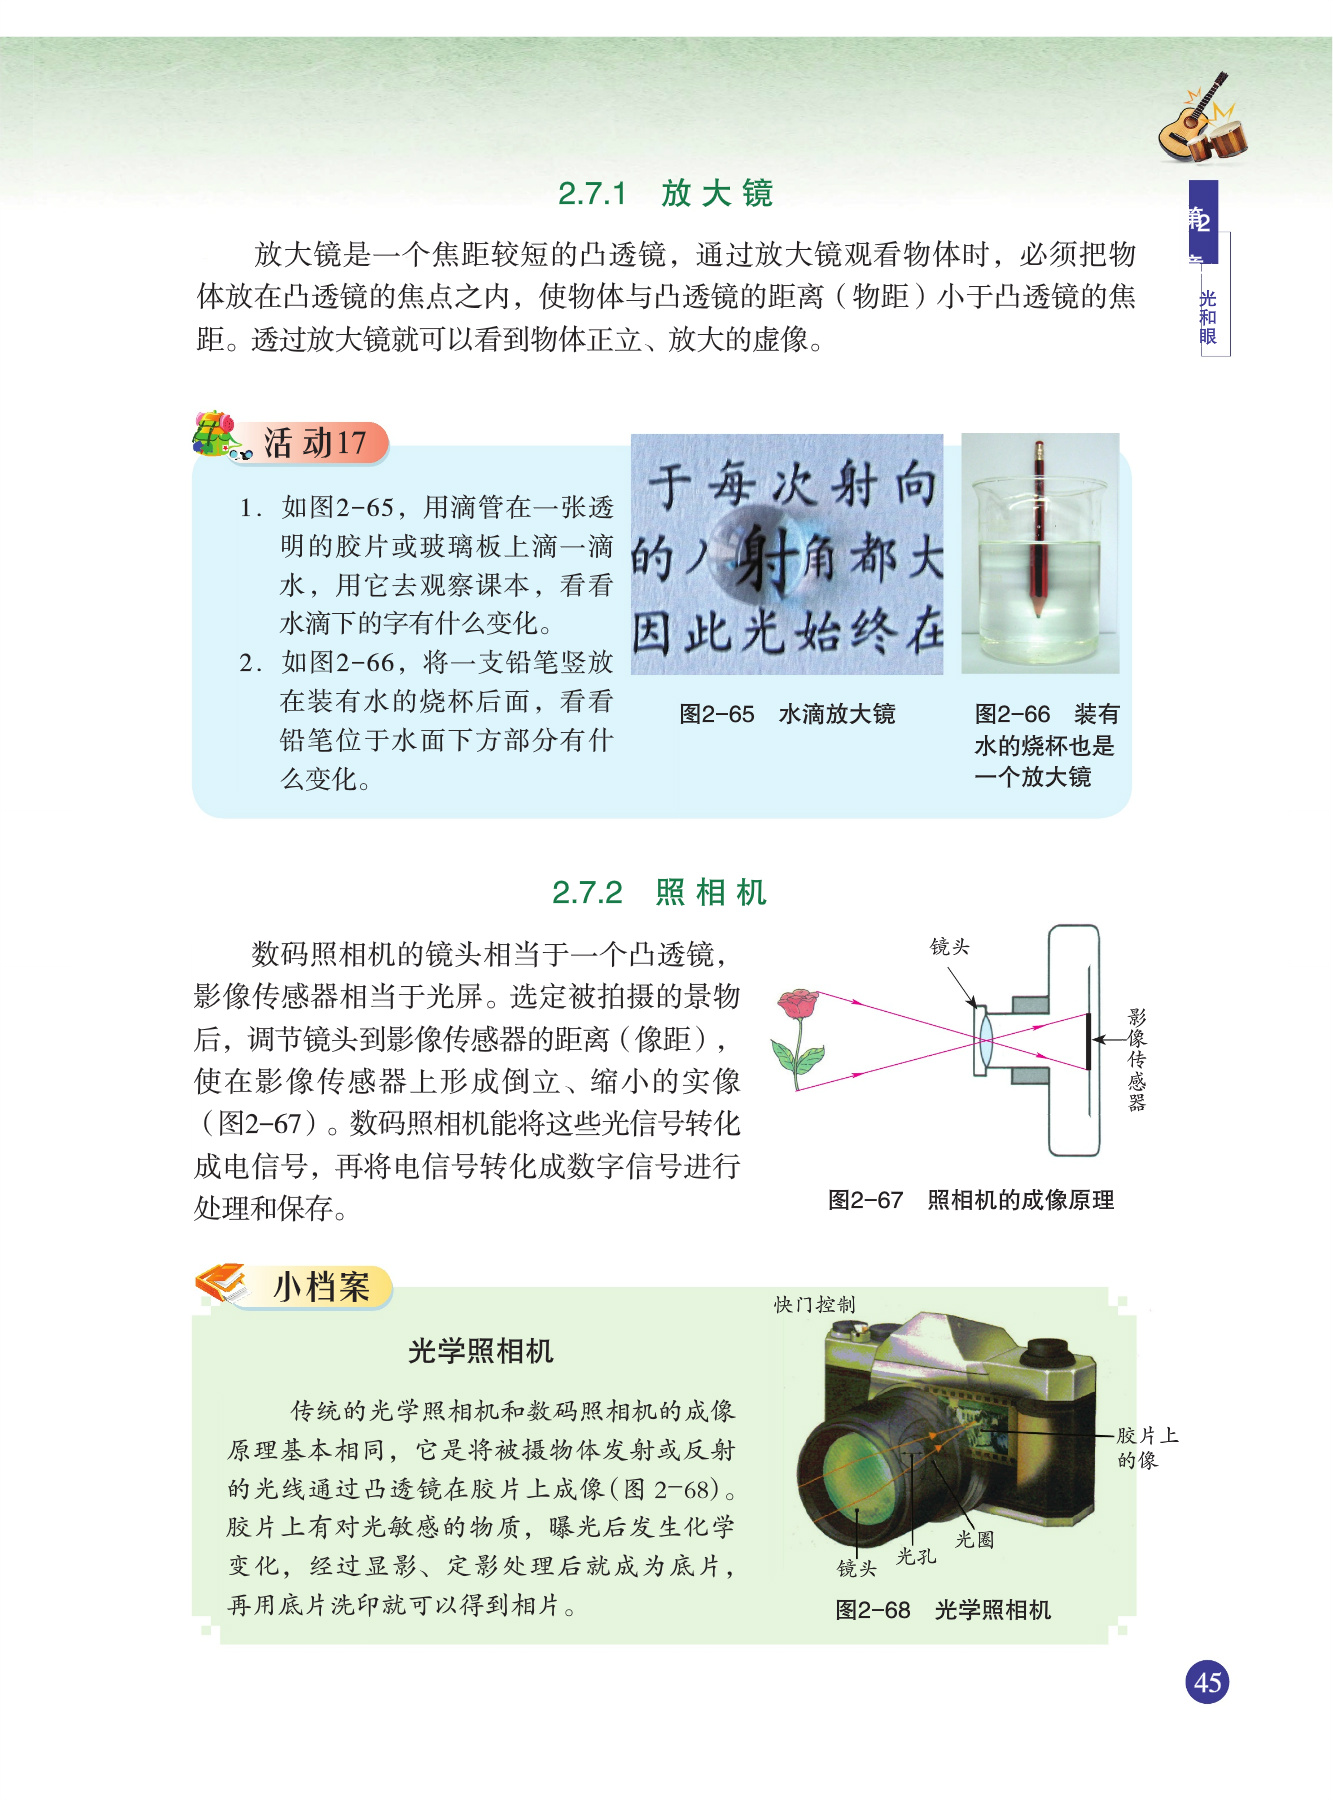 第2章
光和眼
2.7.1 放大镜
放大镜是一个焦距较短的凸透镜，通过放大镜观看物体时，必须把物
体放在凸透镜的焦点之内，使物体与凸透镜的距离（物距）小于凸透镜的焦
距。透过放大镜就可以看到物体正立、放大的虚像。
活动17
1. 如图2-65，用滴管在一张透
明的胶片或玻璃板上滴一滴
水，用它去观察课本，看看
水滴下的字有什么变化。
2. 如图2-66，将一支铅笔竖放
在装有水的烧杯后面，看看
铅笔位于水面下方部分有什
么变化。
于每次射向
的 射角都大
因此光始终在
图2-65 水滴放大镜
图2-66 装有
水的烧杯也是
一个放大镜
2.7.2 照相机
数码照相机的镜头相当于一个凸透镜，
影像传感器相当于光屏。选定被拍摄的景物
后，调节镜头到影像传感器的距离（像距），
使在影像传感器上形成倒立、缩小的实像
（图2-67）。数码照相机能将这些光信号转化
成电信号，再将电信号转化成数字信号进行
处理和保存。
镜头
影像传感器
图2-67 照相机的成像原理
小档案
光学照相机
传统的光学照相机和数码照相机的成像
原理基本相同，它是将被摄物体发射或反射
的光线通过凸透镜在胶片上成像(图 2-68)。
胶片上有对光敏感的物质，曝光后发生化学
变化，经过显影、定影处理后就成为底片，
再用底片洗印就可以得到相片。
快门控制
胶片上
的像
光圈
光孔
镜头
图2-68 光学照相机
45